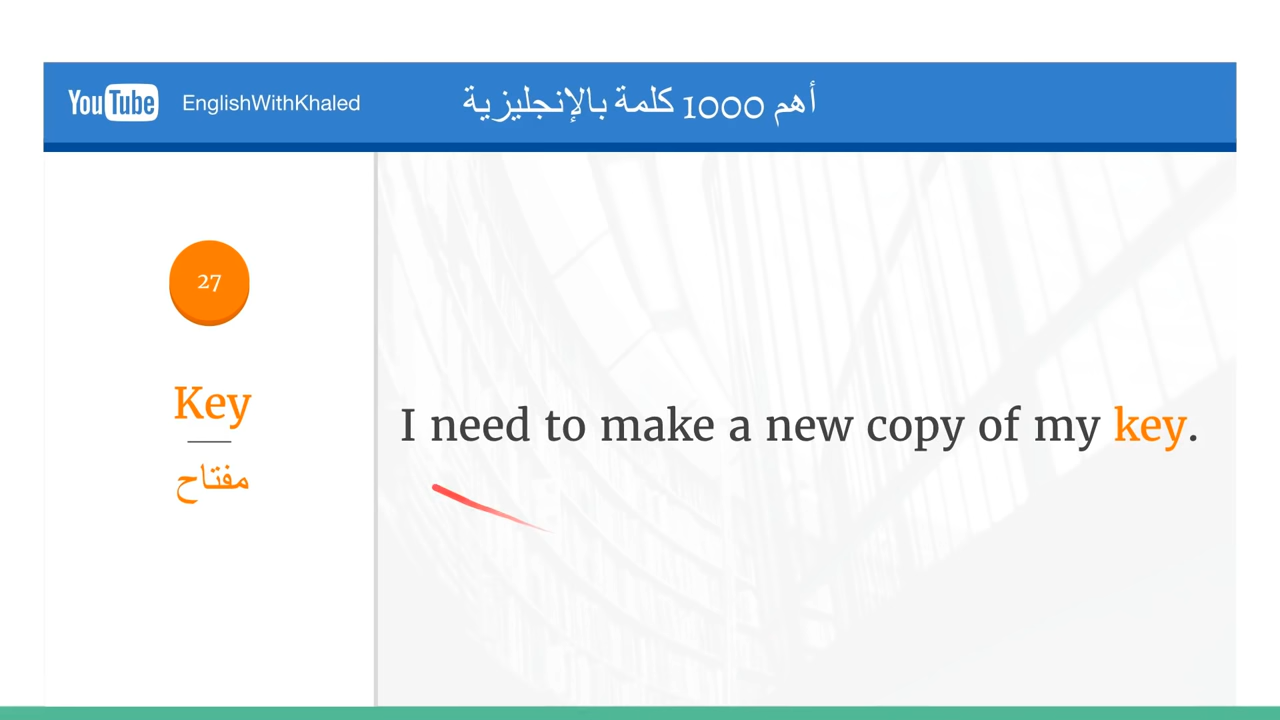 YouTube EnglishWithKhaled
أهم 1000 كلمة بالإنجليزية
27
Key
مفتاح
I need to make a new copy of my key.